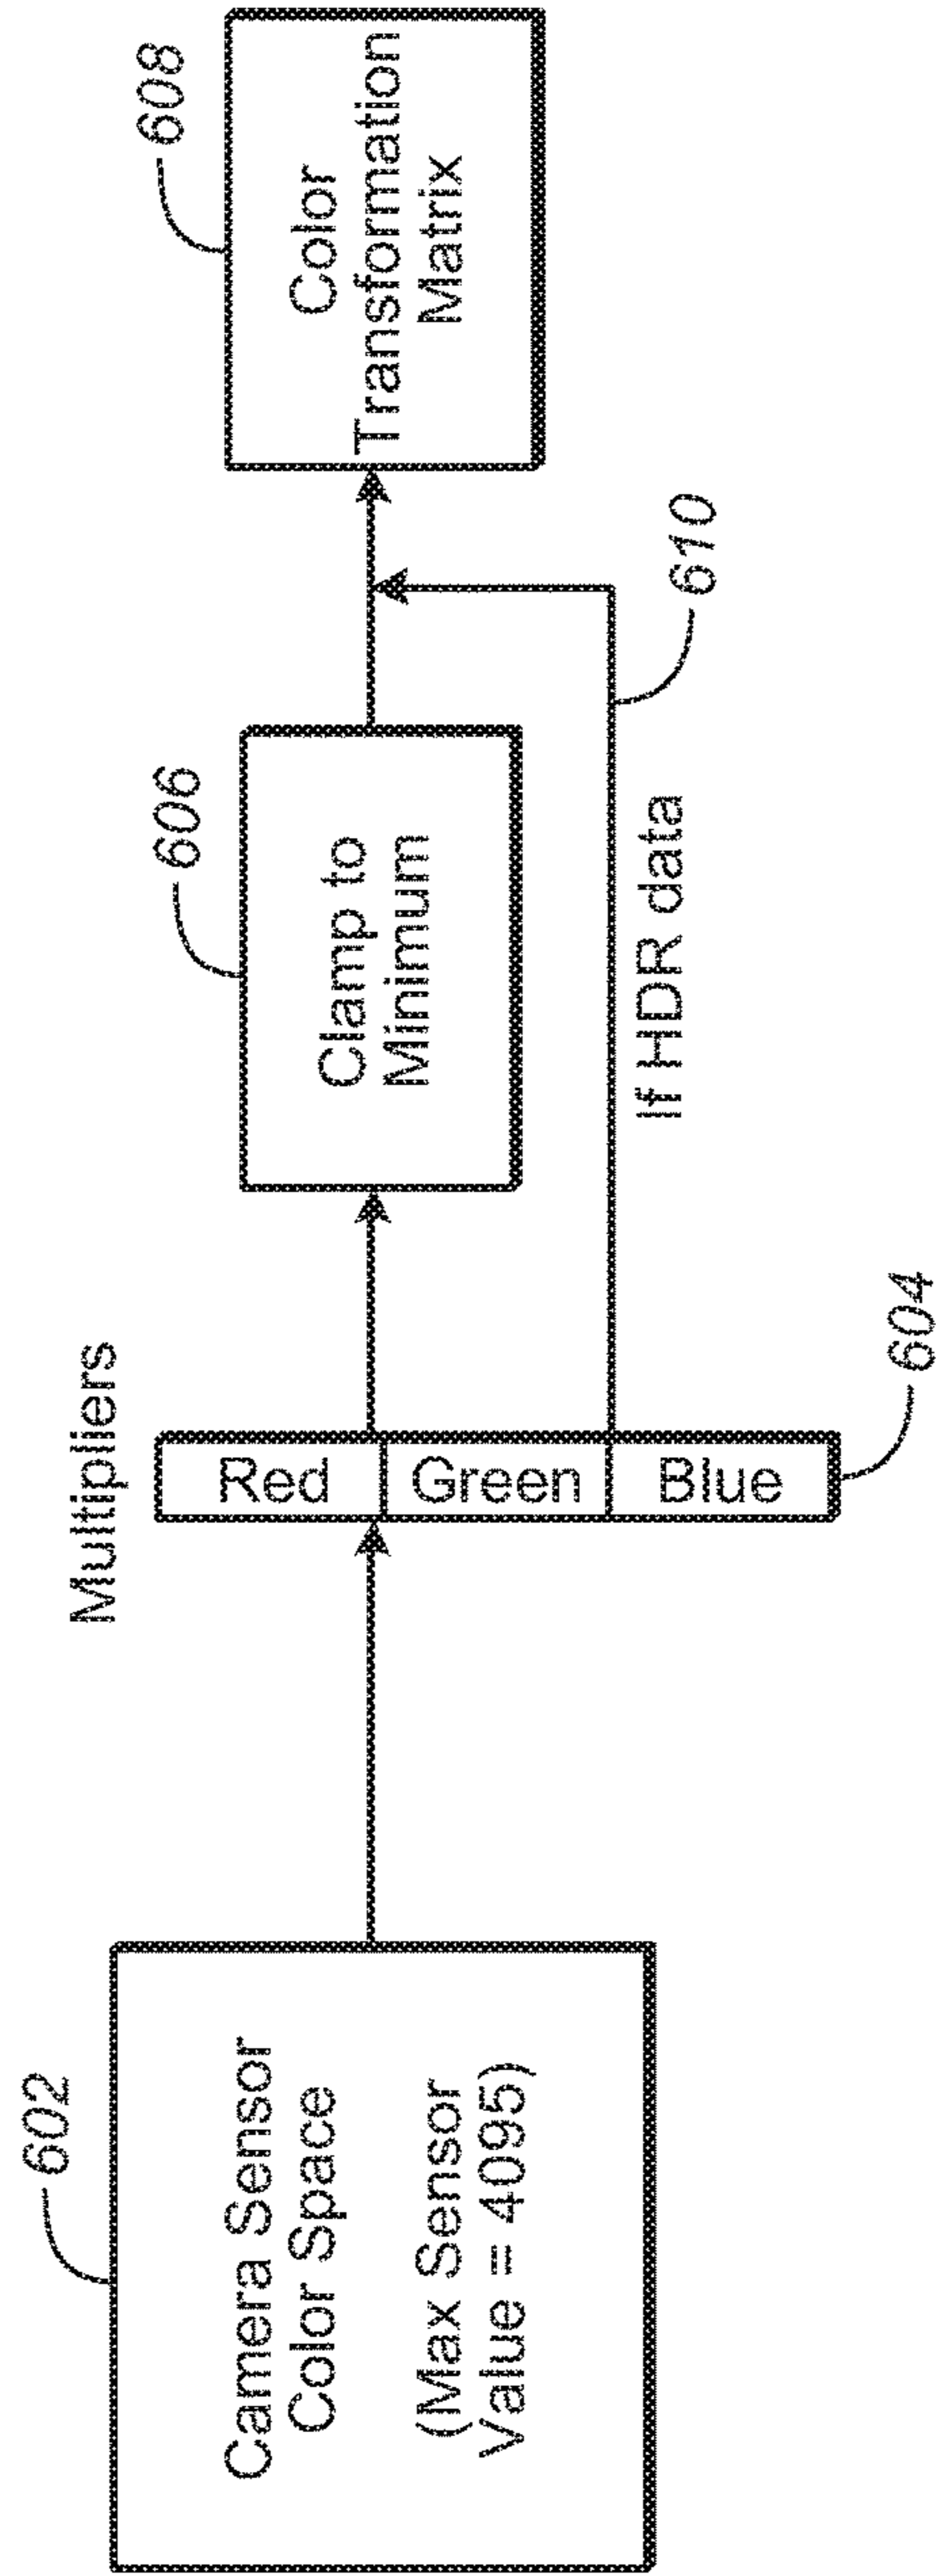 602
Camera Sensor
Color Space
(Max Sensor
Value = 4095)
Multipliers
Red
Green
Blue
604
606
Clamp to
Minimum
If HDR data
610
608
Color
Transformation
Matrix